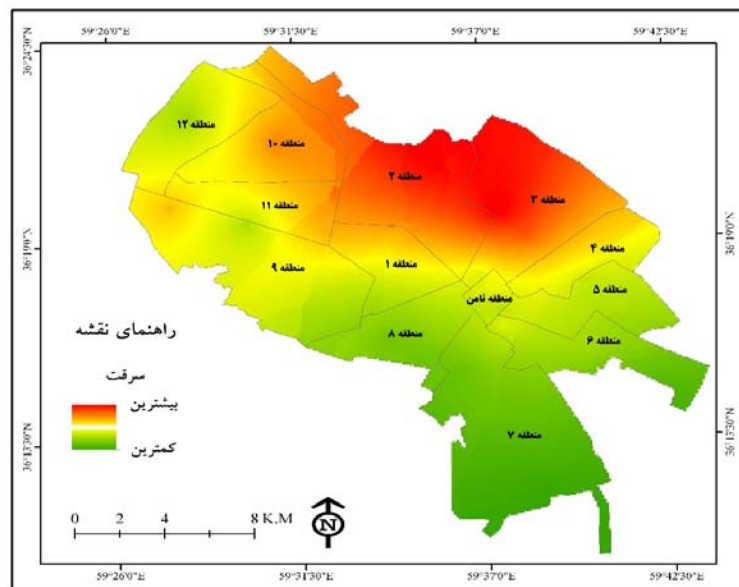 59°26'0"E
59°31'30"E
59°37'0"E
59°42'30"E
36°24'30"N
منطقه ۱۲
منطقه ۱۰
منطقه ۲
منطقه ۳
منطقه ۱۱
36°19'0"N
36°19'0"N
منطقه ۴
منطقه ۹
منطقه ۱
منطقه ۵
منطقه ثامن
راهنمای نقشه
منطقه ۸
منطقه ۶
سرقت
بیشترین
کمترین
منطقه ۷
36°13'30"N
36°13'30"N
0 2 4 8 K.M
N
59°26'0"E
59°31'30"E
59°37'0"E
59°42'30"E